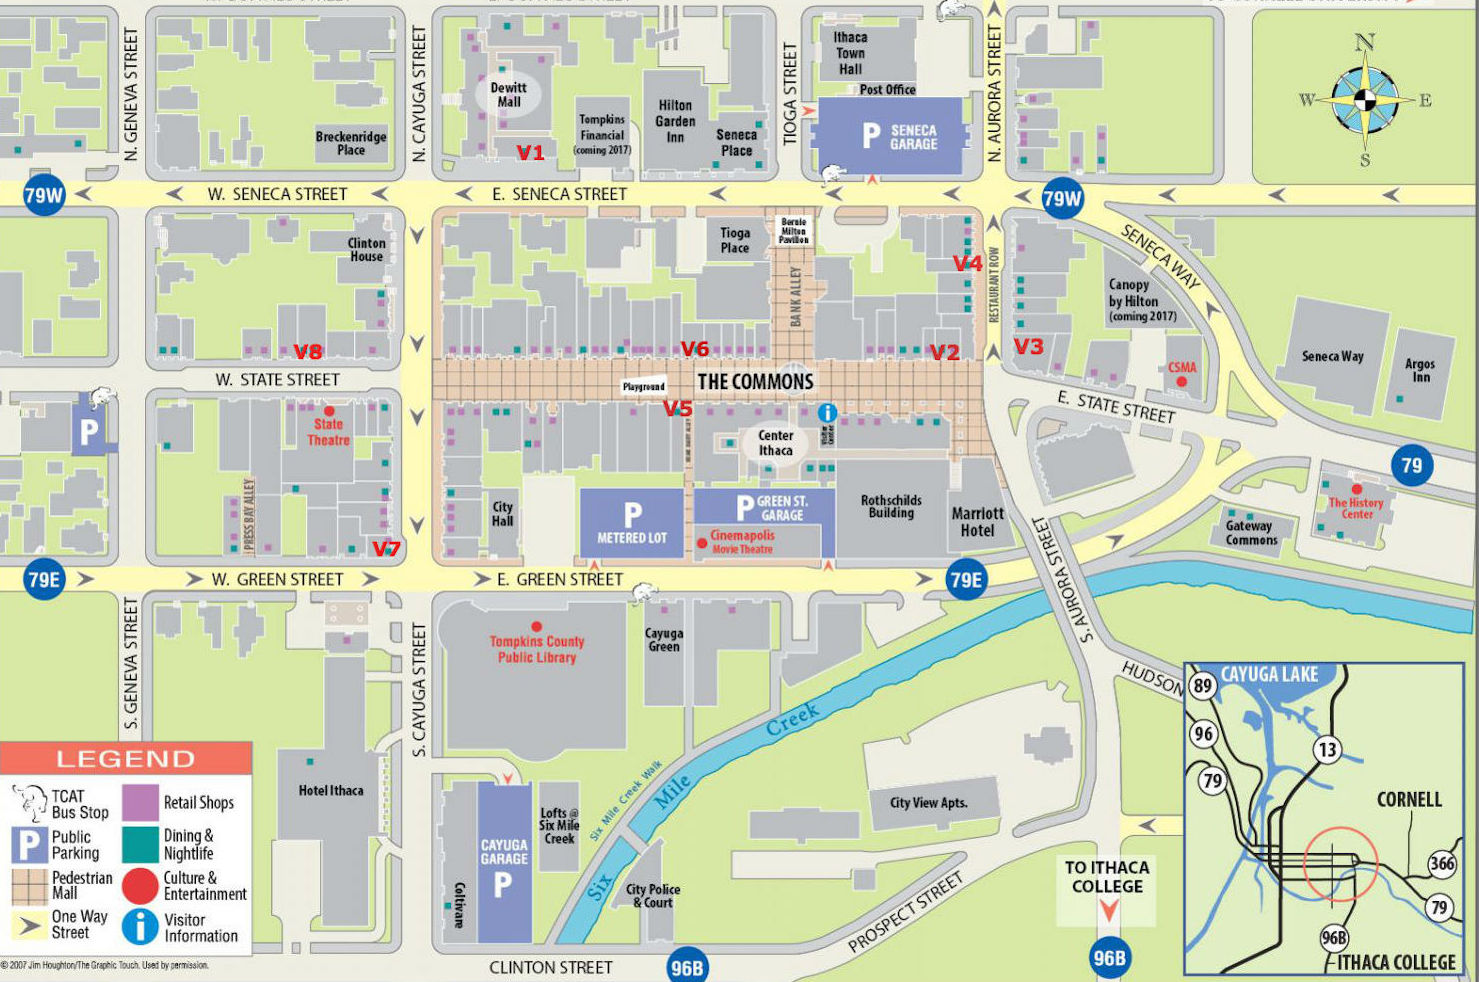 N. GENEVA STREET
N. CAYUGA STREET
TIOGA STREET
N. AURORA STREET
Dewitt
Mall
V1
Breckenridge
Place
Tompkins
Financial
(coming 2017)
Hilton
Garden
Inn
Seneca
Place
Ithaca
Town
Hall
Post Office
P SENECA
GARAGE
N
W E
S
79W
W. SENECA STREET
E. SENECA STREET
79W
SENECA WAY
Clinton
House
Tioga
Place
Bernie
Milton
Pavilion
BANK ALLEY
V4
RESTAURANT ROW
Canopy
by Hilton
(coming 2017)
V8
V6
V2
V3
CSMA
Seneca Way
Argos
Inn
W. STATE STREET
Playground
THE COMMONS
E. STATE STREET
V5
P
State
Theatre
i
Visitor
Center
Center
Ithaca
79
PRESS BAY ALLEY
City
Hall
P
METERED LOT
P GREEN ST.
GARAGE
Cinemapolis
Movie Theatre
Rothschilds
Building
Marriott
Hotel
The History
Center
Gateway
Commons
V7
79E
W. GREEN STREET
E. GREEN STREET
79E
S. AURORA STREET
S. GENEVA STREET
S. CAYUGA STREET
Tompkins County
Public Library
Cayuga
Green
HUDSON
Six Mile Creek
Six Mile Creek Walk
Hotel Ithaca
CAYUGA
GARAGE
P
Coltivare
Lofts @
Six Mile
Creek
City Police
& Court
City View Apts.
PROSPECT STREET
TO ITHACA
COLLEGE
CLINTON STREET
96B
96B
LEGEND
TCAT
Bus Stop
Retail Shops
P Public
Parking
Dining &
Nightlife
Pedestrian
Mall
Culture &
Entertainment
One Way
Street
i Visitor
Information
© 2007 Jim Houghton/The Graphic Touch. Used by permission.
CAYUGA LAKE
89
96
79
13
CORNELL
366
79
96B
ITHACA COLLEGE